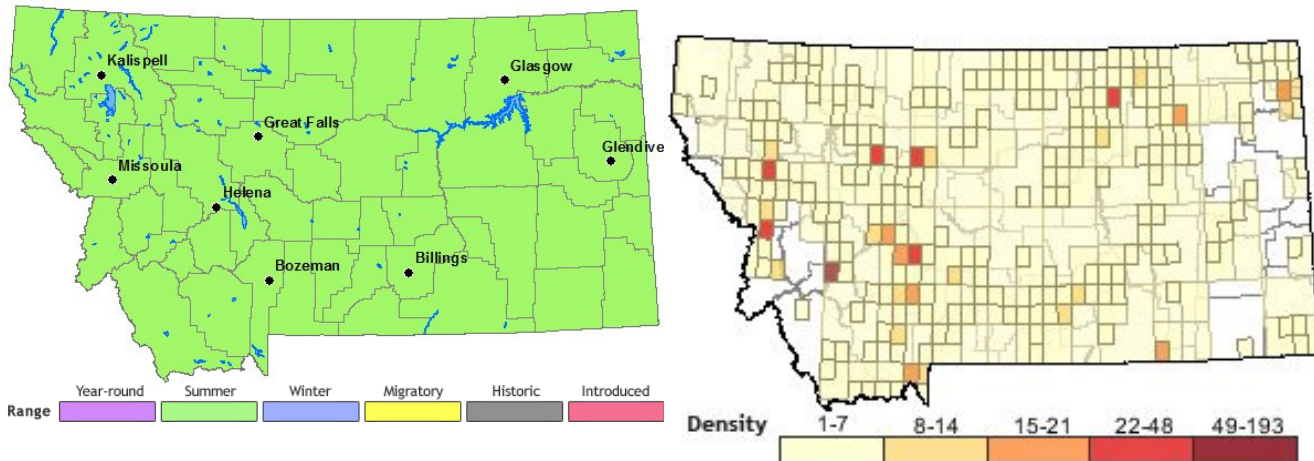 Kalispell
Glasgow
Great Falls
Glendive
Missoula
Helena
Billings
Bozeman
Year-round Summer Winter Migratory Historic Introduced
Range
Density 1-7 8-14 15-21 22-48 49-193